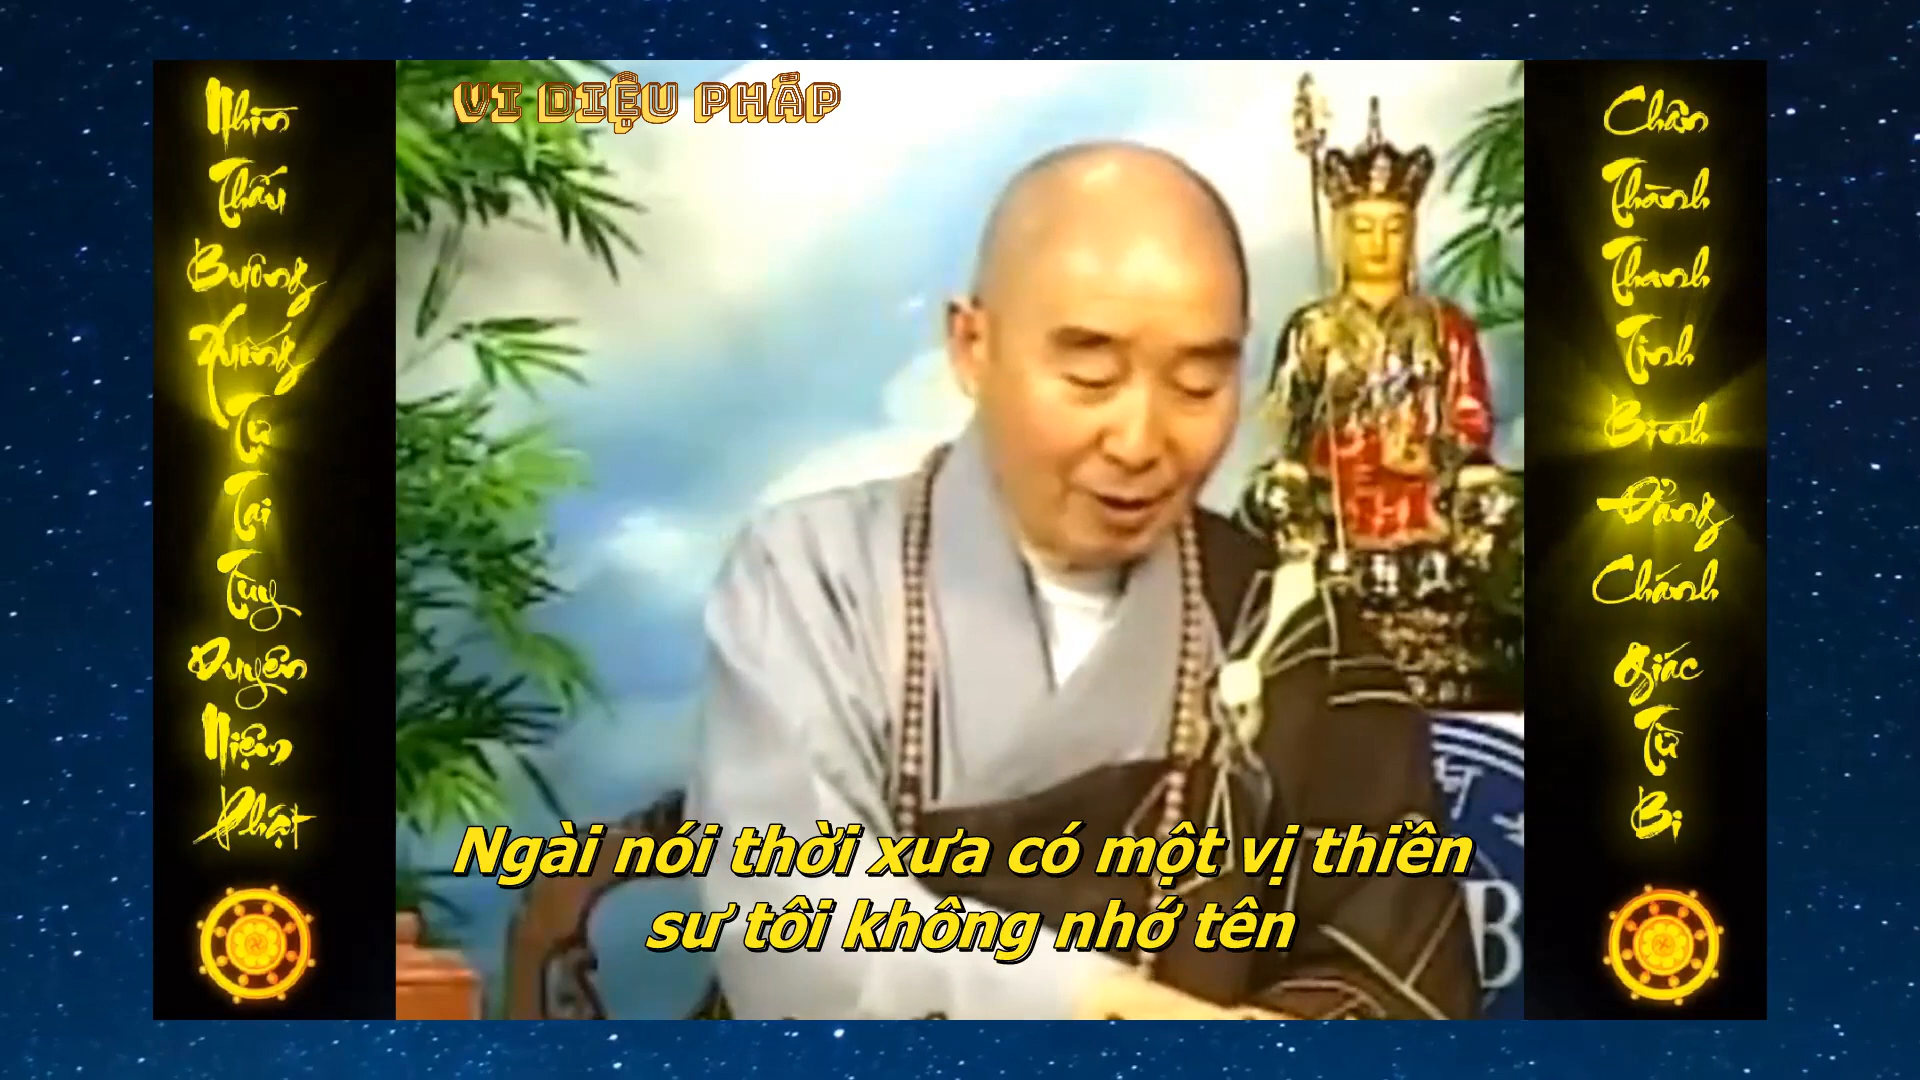 VI DIỆU PHÁP
Nhìn
Thấu
Buông
Xuống
Tự
Tại
Tùy
Duyên
Niệm
Phật
Chân
Thành
Thanh
Tịnh
Bình
Đẳng
Chánh
Giác
Từ
Bi
Ngài nói thời xưa có một vị thiền
sư tôi không nhớ tên
B